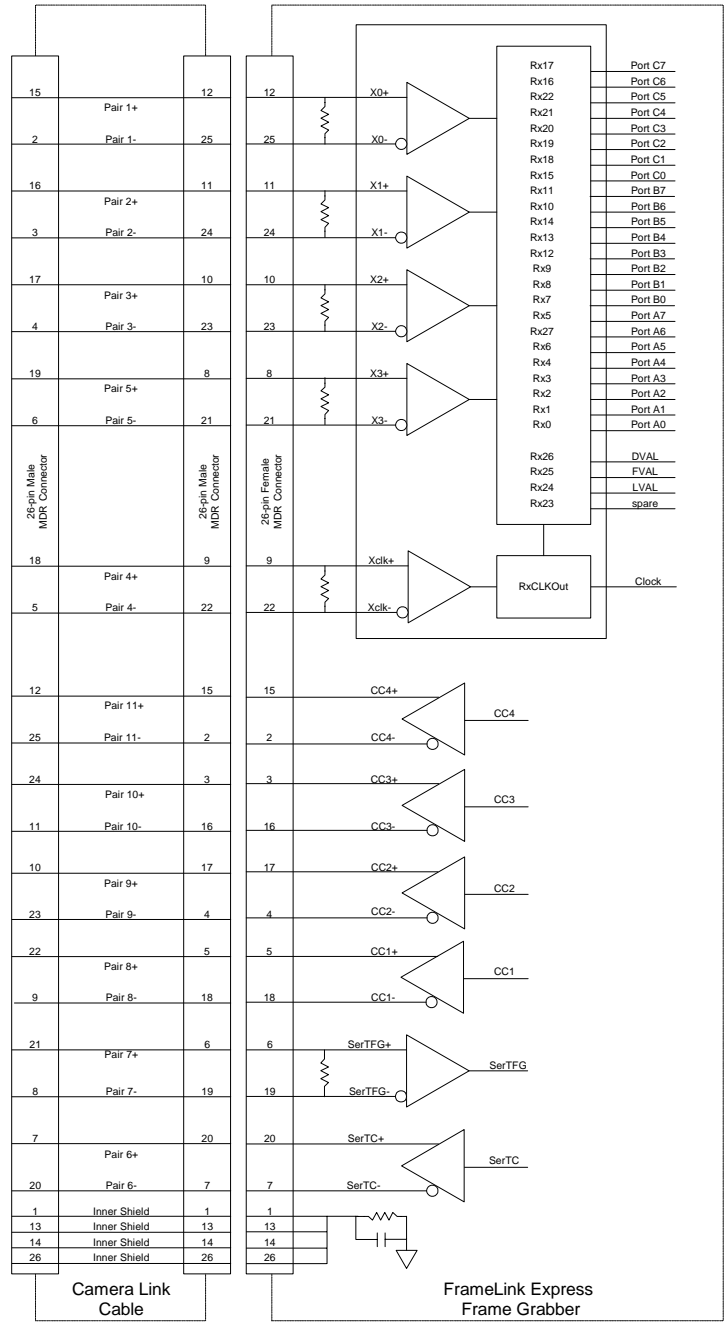 Rx17 Port C7
Rx16 Port C6
Rx22 Port C5
15 12 12 X0+ Rx21 Port C4
Pair 1+ Rx20 Port C3
2 Pair 1- 25 25 X0- Rx19 Port C2
Rx18 Port C1
Rx15 Port C0
16 11 11 X1+ Rx11 Port B7
Pair 2+ Rx10 Port B6
Rx14 Port B5
3 Pair 2- 24 24 X1- Rx13 Port B4
Rx12 Port B3
Rx9 Port B2
17 10 10 X2+ Rx8 Port B1
Pair 3+ Rx7 Port B0
Rx5 Port A7
4 Pair 3- 23 23 X2- Rx27 Port A6
Rx6 Port A5
Rx4 Port A4
19 8 8 X3+ Rx3 Port A3
Pair 5+ Rx2 Port A2
Rx1 Port A1
6 Pair 5- 21 21 X3- Rx0 Port A0
Rx26 DVAL
Rx25 FVAL
Rx24 LVAL
Rx23 spare
26-pin Male
MDR Connector
26-pin Male
MDR Connector
26-pin Female
MDR Connector
18 9 9 Xclk+
Pair 4+ RxCLKOut Clock
5 Pair 4- 22 22 Xclk-
12 15 15 CC4+
Pair 11+ CC4
25 Pair 11- 2 2 CC4-
24 3 3 CC3+
Pair 10+ CC3
11 Pair 10- 16 16 CC3-
10 17 17 CC2+
Pair 9+ CC2
23 Pair 9- 4 4 CC2-
22 5 5 CC1+
Pair 8+ CC1
9 Pair 8- 18 18 CC1-
21 6 6 SerTFG+
Pair 7+ SerTFG
8 Pair 7- 19 19 SerTFG-
7 20 20 SerTC+
Pair 6+ SerTC
20 Pair 6- 7 7 SerTC-
1 Inner Shield 1 1
13 Inner Shield 13 13
14 Inner Shield 14 14
26 Inner Shield 26 26
Camera Link
Cable
FrameLink Express
Frame Grabber